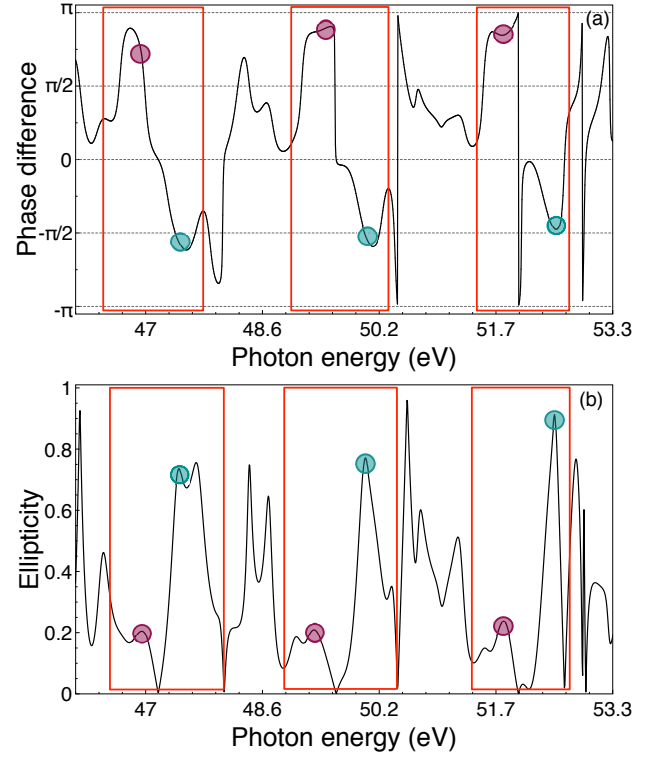 (a)
π
π/2
0
-π/2
-π
Phase difference
47 48.6 50.2 51.7 53.3
Photon energy (eV)
(b)
1
0.8
0.6
0.4
0.2
0
Ellipticity
47 48.6 50.2 51.7 53.3
Photon energy (eV)